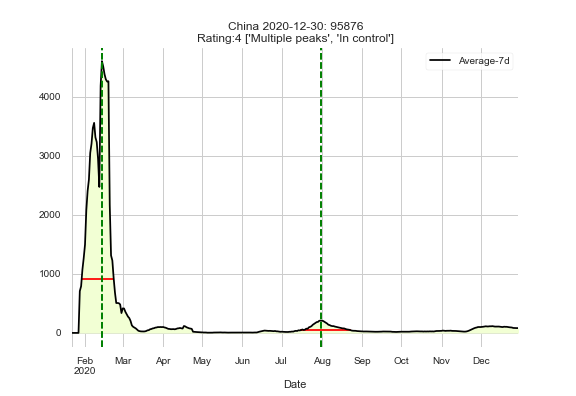 China 2020-12-30: 95876
Rating:4 ['Multiple peaks', 'In control']
Average-7d
4000
3000
2000
1000
0
Feb Mar Apr May Jun Jul Aug Sep Oct Nov Dec
2020
Date